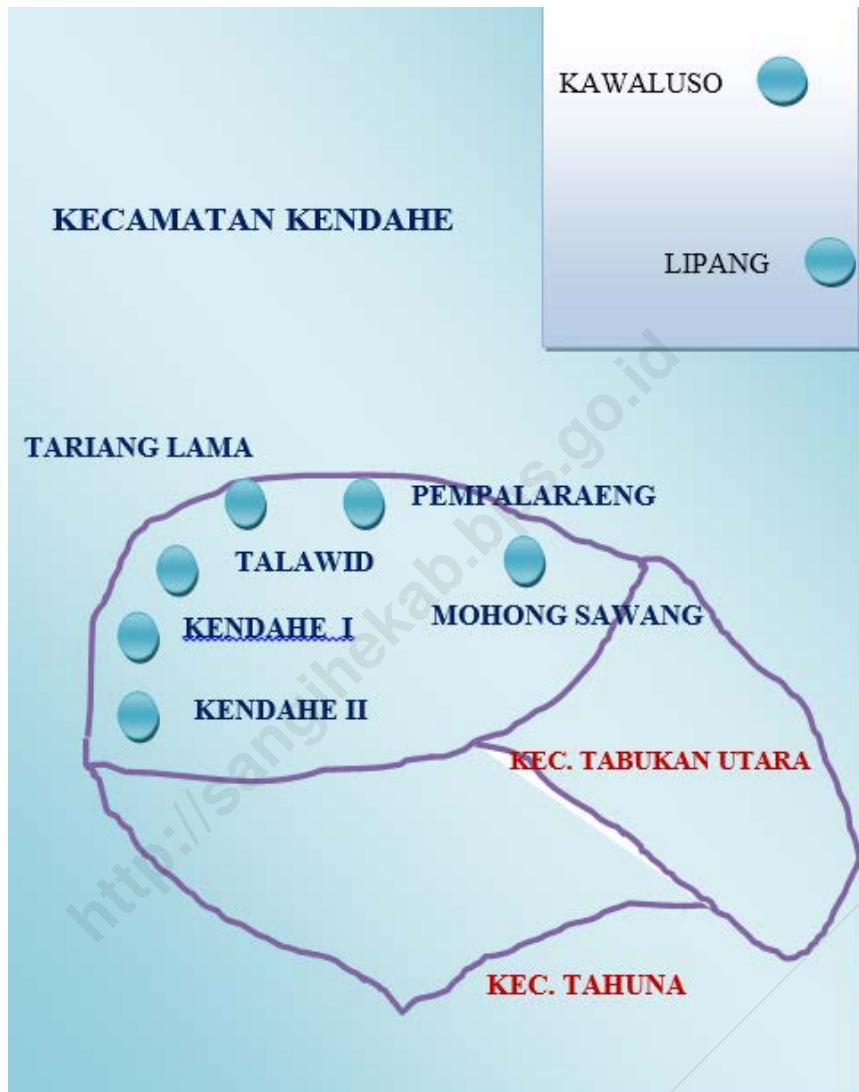 KAWALUSO
KECAMATAN KENDAHE
LIPANG
TARIANG LAMA
PEMPALARAENG
TALAWID
MOHONG SAWANG
KENDAHE I
KENDAHE II
KEC. TABUKAN UTARA
KEC. TAHUNA
http://sangihekab.bps.go.id